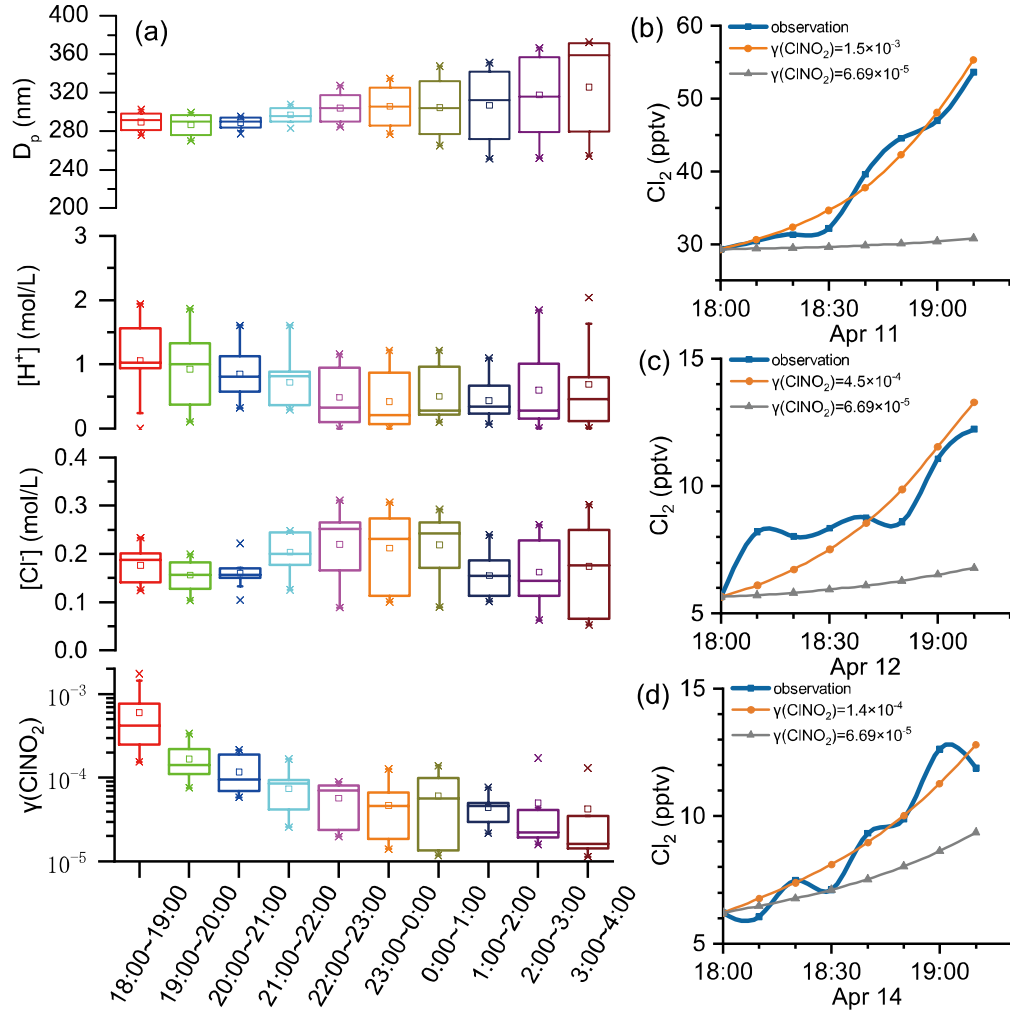 (a)
D_p (nm)
400
360
320
280
240
200
[H⁺] (mol/L)
3
2
1
0
[Cl⁻] (mol/L)
0.4
0.3
0.2
0.1
0.0
γ(ClNO₂)
10⁻³
10⁻⁴
10⁻⁵
18:00~19:00
19:00~20:00
20:00~21:00
21:00~22:00
22:00~23:00
23:00~0:00
0:00~1:00
1:00~2:00
2:00~3:00
3:00~4:00
(b)
observation
γ(ClNO₂)=1.5×10⁻³
γ(ClNO₂)=6.69×10⁻⁵
Cl₂ (pptv)
60
50
40
30
18:00 18:30 19:00
Apr 11
(c)
observation
γ(ClNO₂)=4.5×10⁻⁴
γ(ClNO₂)=6.69×10⁻⁵
Cl₂ (pptv)
15
10
5
18:00 18:30 19:00
Apr 12
(d)
observation
γ(ClNO₂)=1.4×10⁻⁴
γ(ClNO₂)=6.69×10⁻⁵
Cl₂ (pptv)
15
10
5
18:00 18:30 19:00
Apr 14